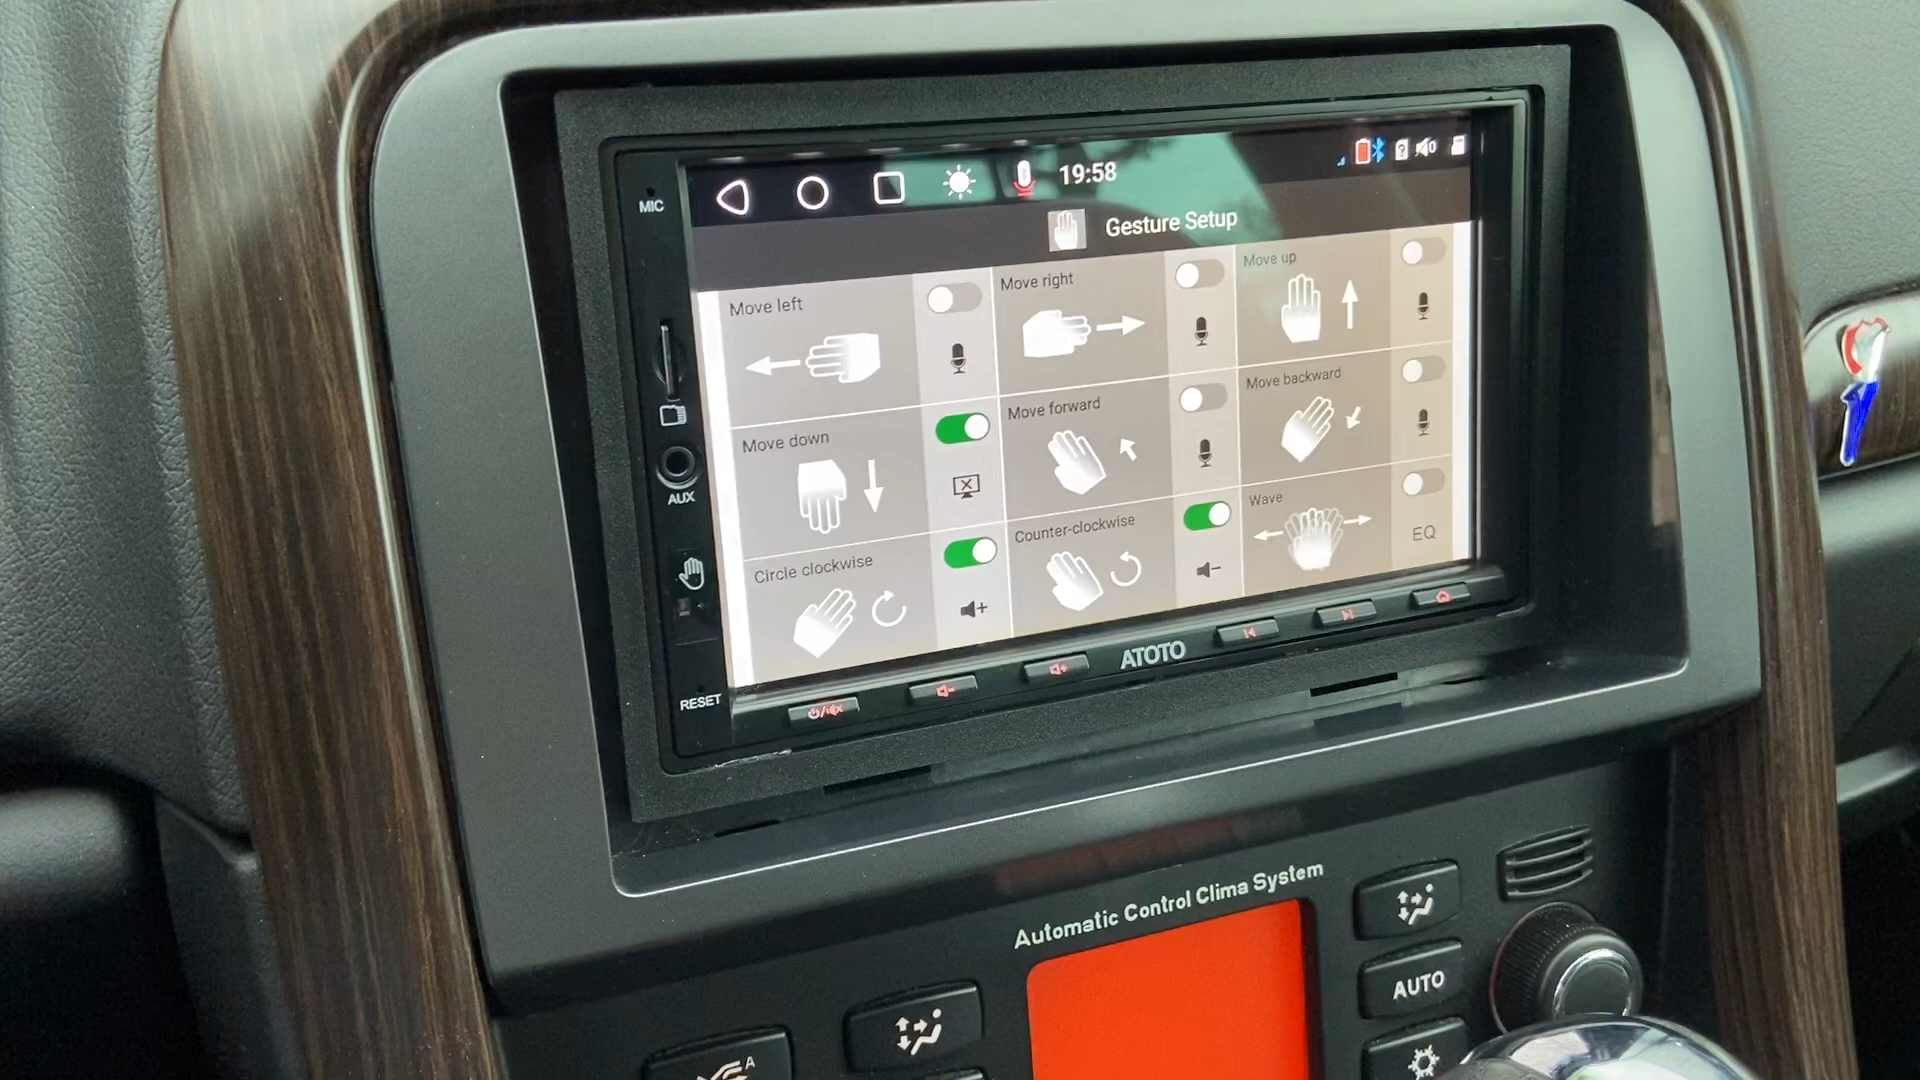 MIC
19:58
Gesture Setup
Move left
Move right
Move up
Move down
Move forward
Move backward
AUX
Circle clockwise
Counter-clockwise
Wave
EQ
RESET
ATOTO
Automatic Control Clima System
AUTO
A